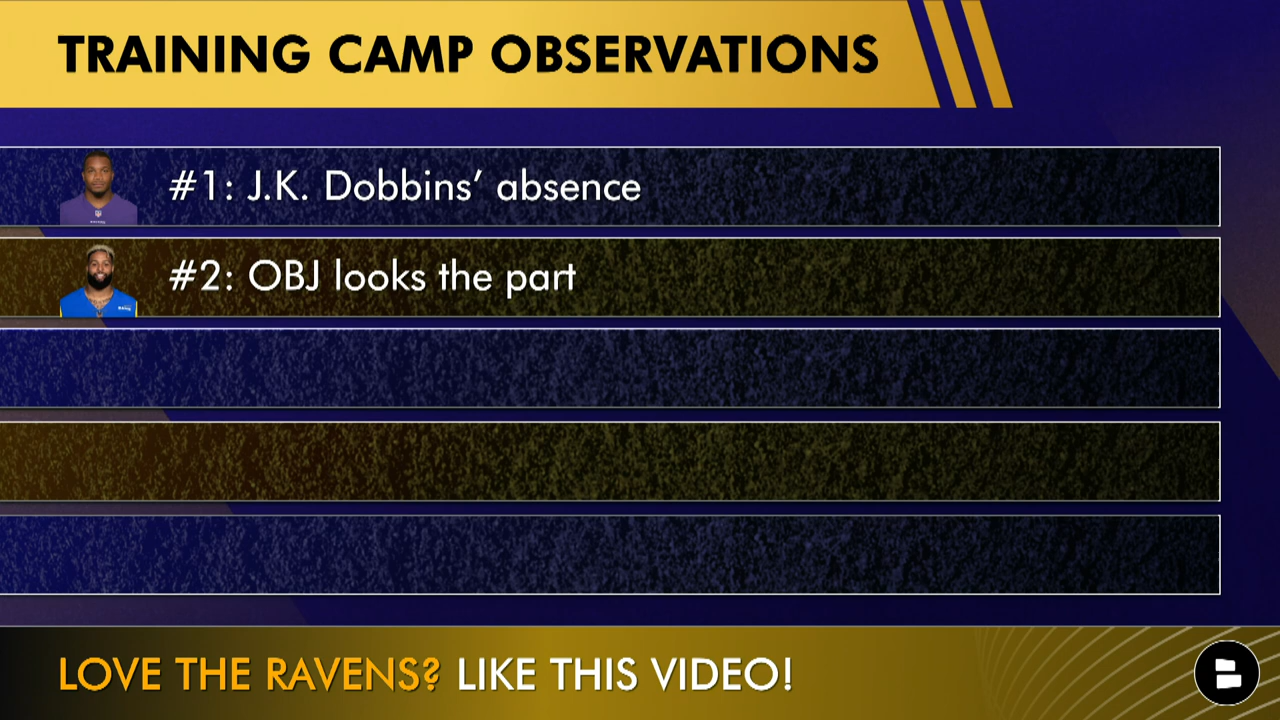 TRAINING CAMP OBSERVATIONS
#1: J.K. Dobbins’ absence
#2: OBJ looks the part
LOVE THE RAVENS? LIKE THIS VIDEO!